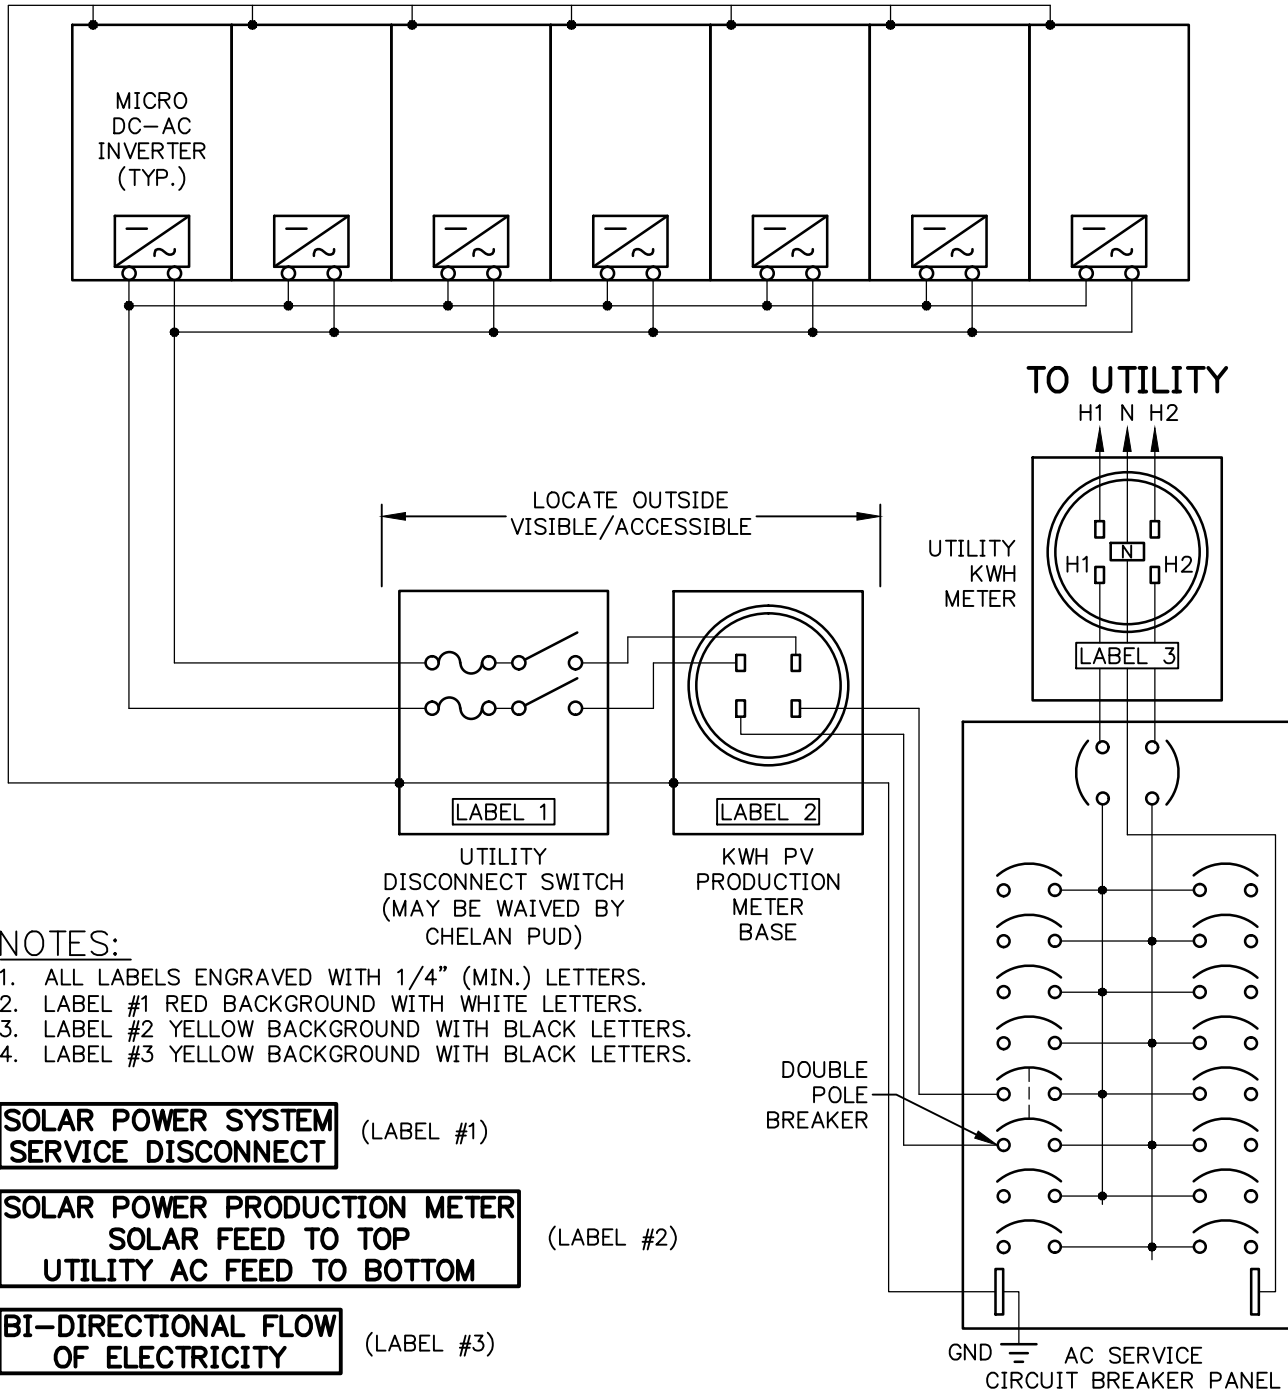 MICRO
DC-AC
INVERTER
(TYP.)
TO UTILITY
H1 N H2
LOCATE OUTSIDE
VISIBLE/ACCESSIBLE
UTILITY
KWH
METER
H1 N H2
LABEL 3
LABEL 1
LABEL 2
UTILITY
DISCONNECT SWITCH
(MAY BE WAIVED BY
CHELAN PUD)
KWH PV
PRODUCTION
METER
BASE
NOTES:
1. ALL LABELS ENGRAVED WITH 1/4" (MIN.) LETTERS.
2. LABEL #1 RED BACKGROUND WITH WHITE LETTERS.
3. LABEL #2 YELLOW BACKGROUND WITH BLACK LETTERS.
4. LABEL #3 YELLOW BACKGROUND WITH BLACK LETTERS.
DOUBLE
POLE
BREAKER
SOLAR POWER SYSTEM
SERVICE DISCONNECT
(LABEL #1)
SOLAR POWER PRODUCTION METER
SOLAR FEED TO TOP
UTILITY AC FEED TO BOTTOM
(LABEL #2)
BI-DIRECTIONAL FLOW
OF ELECTRICITY
(LABEL #3)
GND
AC SERVICE
CIRCUIT BREAKER PANEL